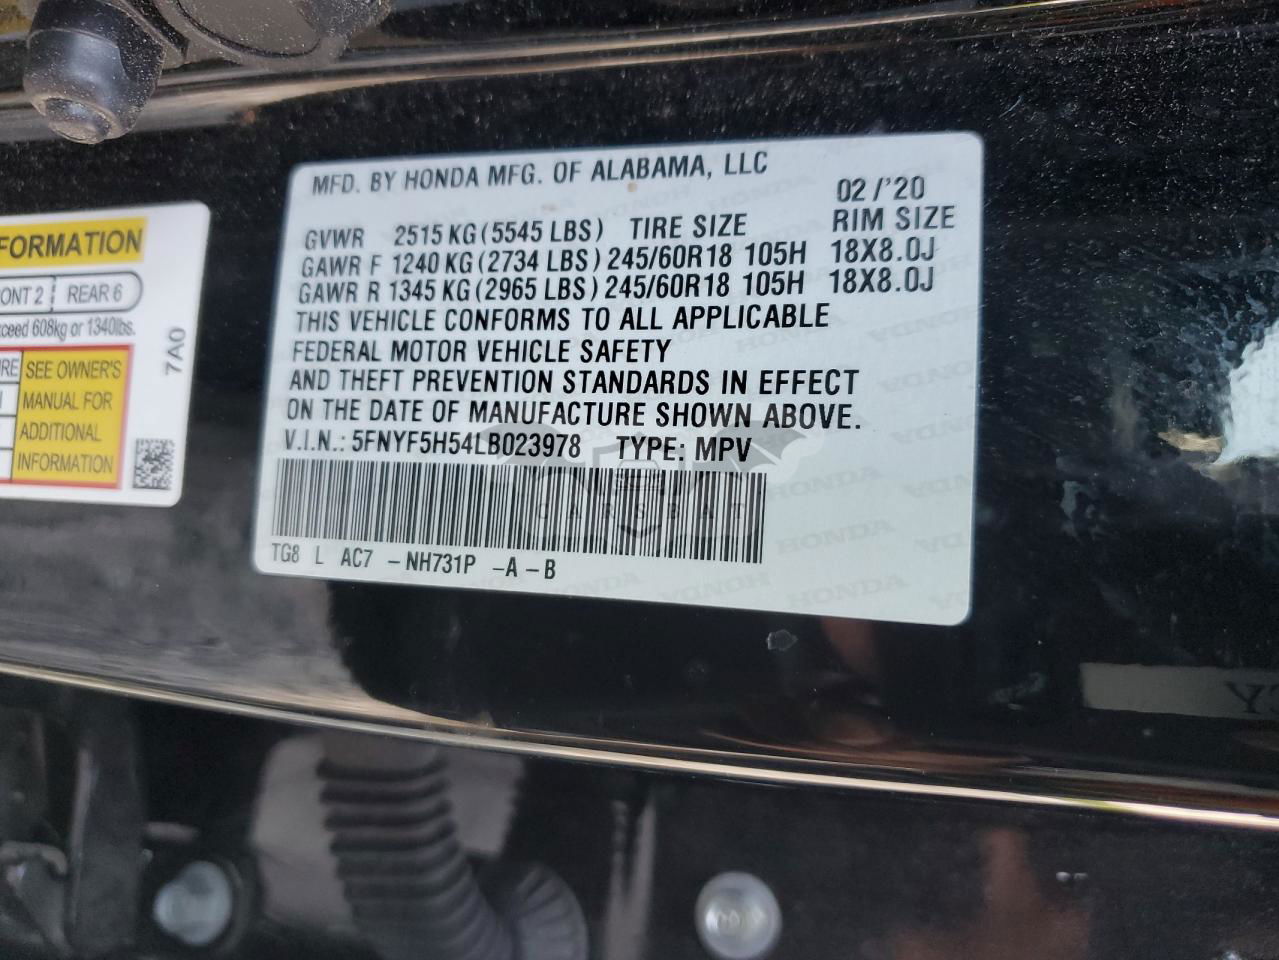 MFD. BY HONDA MFG. OF ALABAMA, LLC 02/'20
GVWR 2515 KG (5545 LBS) TIRE SIZE RIM SIZE
GAWR F 1240 KG (2734 LBS) 245/60R18 105H 18X8.0J
GAWR R 1345 KG (2965 LBS) 245/60R18 105H 18X8.0J
THIS VEHICLE CONFORMS TO ALL APPLICABLE
FEDERAL MOTOR VEHICLE SAFETY
AND THEFT PREVENTION STANDARDS IN EFFECT
ON THE DATE OF MANUFACTURE SHOWN ABOVE.
V.I.N.: 5FNYF5H54LB023978 TYPE: MPV
TG8 L AC7 -NH731P -A-B
CARSBAT
FORMATION
ONT 2 REAR 6
xceed 608kg or 1340lbs.
SEE OWNER'S
MANUAL FOR
ADDITIONAL
INFORMATION
7A0
HONDA